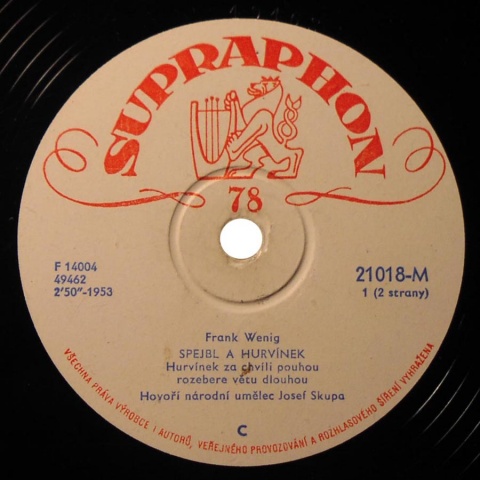 SUPRAPHON
78
F 14004
49462
2'50"-1953
21018-M
1 (2 strany)
Frank Wenig
SPEJBL A HURVÍNEK
Hurvínek za chvíli pouhou
rozebere větu dlouhou
Hovoří národní umělec Josef Skupa
C
VŠECHNA PRÁVA VÝROBCE I AUTORŮ, VEŘEJNÉHO PROVOZOVÁNÍ A ROZHLASOVÉHO ŠÍŘENÍ VYHRAŽENA